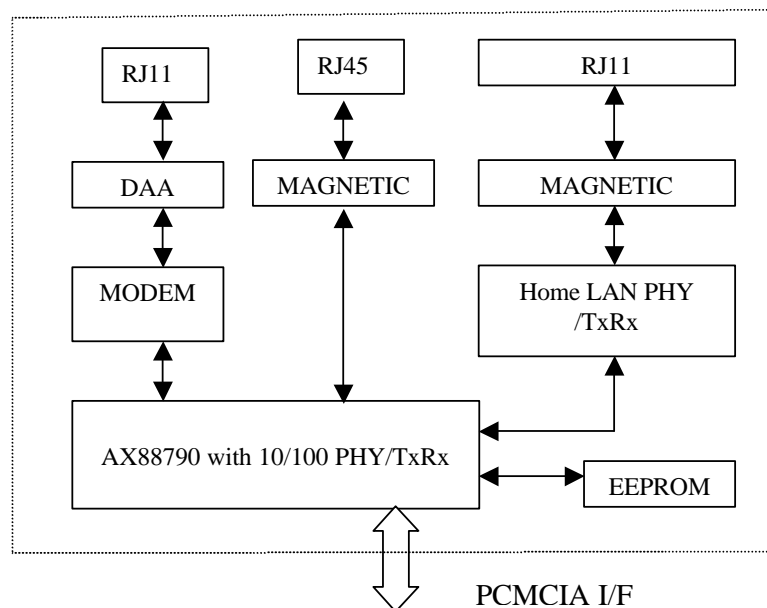 RJ11
RJ45
RJ11
DAA
MAGNETIC
MAGNETIC
MODEM
Home LAN PHY
/TxRx
AX88790 with 10/100 PHY/TxRx
EEPROM
PCMCIA I/F